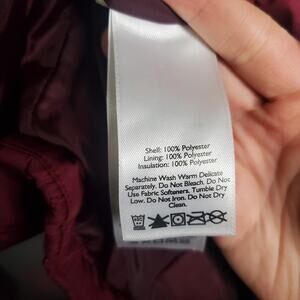 Shell: 100% Polyester
Lining: 100% Polyester
Insulation: 100% Polyester
Machine Wash Warm Delicate
Separately. Do Not Bleach. Do Not
Use Fabric Softeners. Tumble Dry
Low. Do Not Iron. Do Not Dry
Clean.